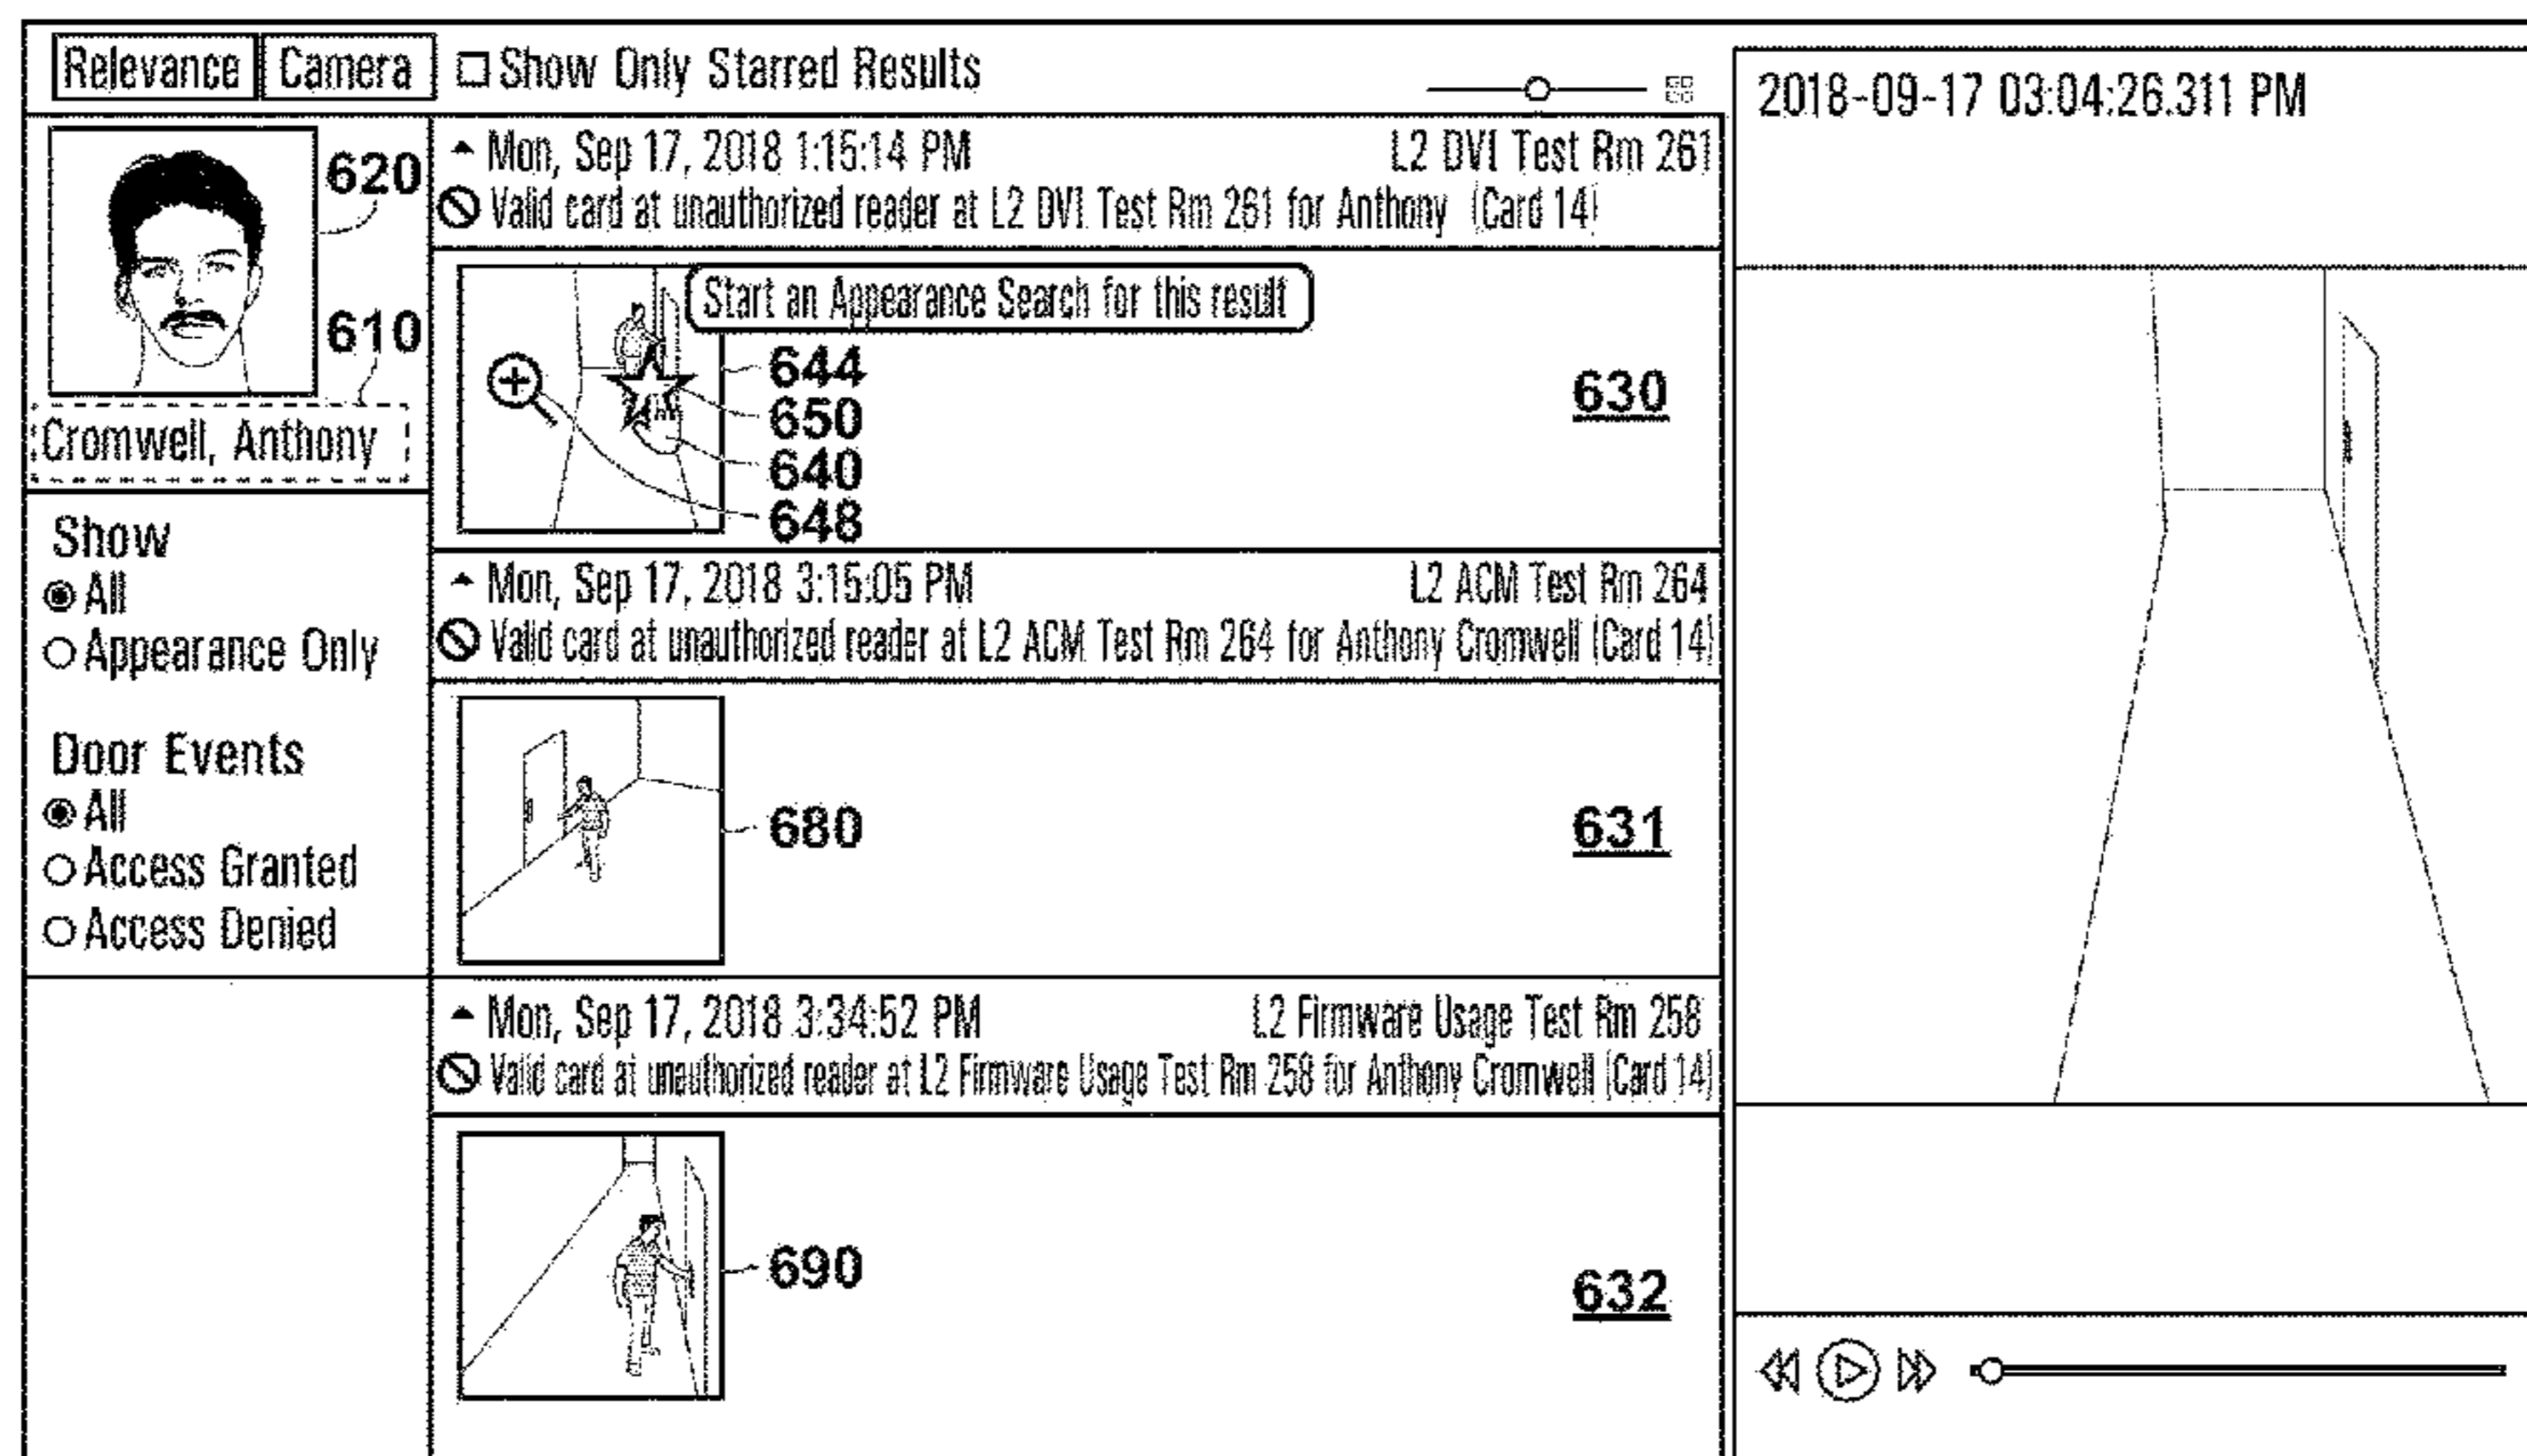 Relevance Camera Show Only Starred Results
2018-09-17 03:04:26.311 PM
620
610
Cromwell, Anthony
Show
All
Appearance Only
Door Events
All
Access Granted
Access Denied
Mon, Sep 17, 2018 1:15:14 PM L2 DVI Test Rm 261
Valid card at unauthorized reader at L2 DVI Test Rm 261 for Anthony (Card 14)
Start an Appearance Search for this result
644
650
640
648
630
Mon, Sep 17, 2018 3:15:05 PM L2 ACM Test Rm 264
Valid card at unauthorized reader at L2 ACM Test Rm 264 for Anthony Cromwell (Card 14)
680
631
Mon, Sep 17, 2018 3:34:52 PM L2 Firmware Usage Test Rm 258
Valid card at unauthorized reader at L2 Firmware Usage Test Rm 258 for Anthony Cromwell (Card 14)
690
632